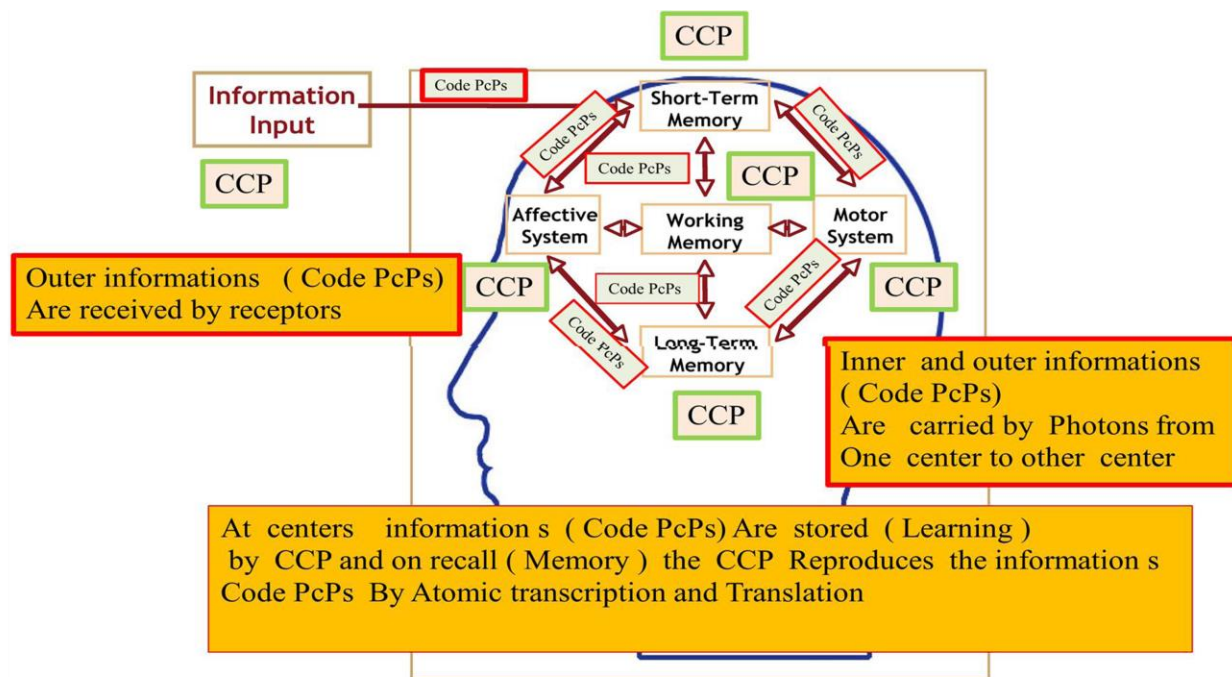 CCP
Code PcPs
Information
Input
Short-Term
Memory
Code PcPs
Code PcPs
Code PcPs
CCP
CCP
Affective
System
Working
Memory
Motor
System
Outer informations ( Code PcPs)
Are received by receptors
CCP
Code PcPs
Code PcPs
CCP
Code PcPs
Long-Term
Memory
Inner and outer informations
( Code PcPs)
Are carried by Photons from
One center to other center
CCP
At centers information s ( Code PcPs) Are stored ( Learning )
by CCP and on recall ( Memory ) the CCP Reproduces the information s
Code PcPs By Atomic transcription and Translation